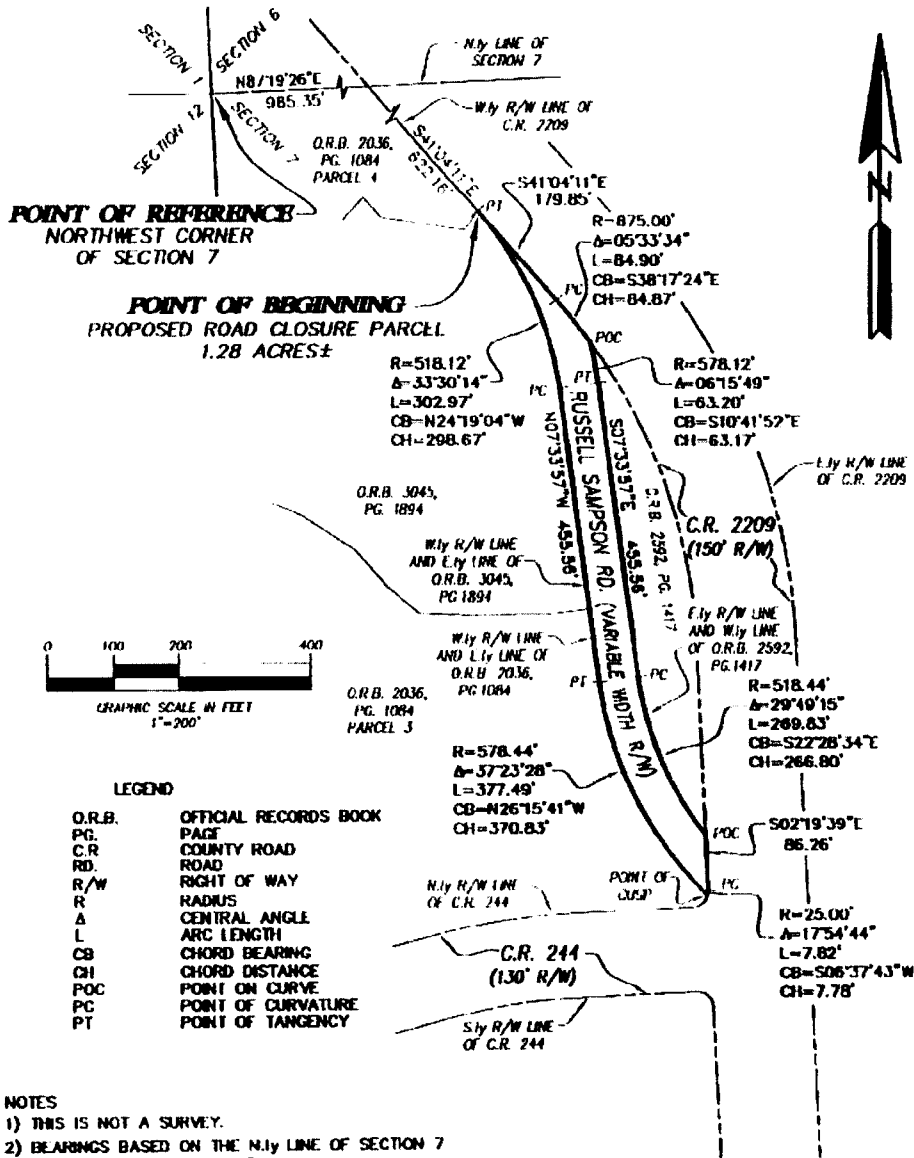 SECTION 1
SECTION 6
SECTION 12
SECTION 7
N87°19'26"E
985.35'
N.ly LINE OF
SECTION 7
W.ly R/W LINE OF
C.R. 2209
O.R.B. 2036,
PG. 1084
PARCEL 4
S41°04'11"E
622.16'
PT
S41°04'11"E
179.85'
N
POINT OF REFERENCE
NORTHWEST CORNER
OF SECTION 7
R=875.00'
Δ=05°33'34"
L=84.90'
CB=S38°17'24"E
CH=84.87'
PC
POINT OF BEGINNING
PROPOSED ROAD CLOSURE PARCEL
1.28 ACRES±
POC
R=518.12'
Δ=33°30'14"
L=302.97'
CB=N24°19'04"W
CH=298.67'
PC
PT
R=578.12'
Δ=06°15'49"
L=63.20'
CB=S10°41'52"E
CH=63.17'
N07°33'57"W 455.56'
RUSSELL SAMPSON RD. (VARIABLE WIDTH R/W)
S07°33'57"E 455.56'
O.R.B. 2592, PG. 1417
E.ly R/W LINE
OF C.R. 2209
C.R. 2209
(150' R/W)
O.R.B. 3045,
PG. 1894
W.ly R/W LINE
AND E.ly LINE OF
O.R.B. 3045,
PG 1894
E.ly R/W LINE
AND W.ly LINE
OF O.R.B. 2592,
PG.1417
W.ly R/W LINE
AND E.ly LINE OF
O.R.B 2036,
PG 1084
PT
PC
0 100 200 400
GRAPHIC SCALE IN FEET
1"=200'
O.R.B. 2036,
PG. 1084
PARCEL 3
R=518.44'
Δ=29°49'15"
L=269.83'
CB=S22°28'34"E
CH=266.80'
R=578.44'
Δ=37°23'28"
L=377.49'
CB=N26°15'41"W
CH=370.83'
POC
S02°19'39"E
86.26'
LEGEND
O.R.B. OFFICIAL RECORDS BOOK
PG. PAGE
C.R COUNTY ROAD
RD. ROAD
R/W RIGHT OF WAY
R RADIUS
Δ CENTRAL ANGLE
L ARC LENGTH
CB CHORD BEARING
CH CHORD DISTANCE
POC POINT ON CURVE
PC POINT OF CURVATURE
PT POINT OF TANGENCY
N.ly R/W LINE
OF C.R. 244
POINT OF
CUSP
PC
R=25.00'
Δ=17°54'44"
L=7.82'
CB=S06°37'43"W
CH=7.78'
C.R. 244
(130' R/W)
S.ly R/W LINE
OF C.R. 244
NOTES
1) THIS IS NOT A SURVEY.
2) BEARINGS BASED ON THE N.ly LINE OF SECTION 7